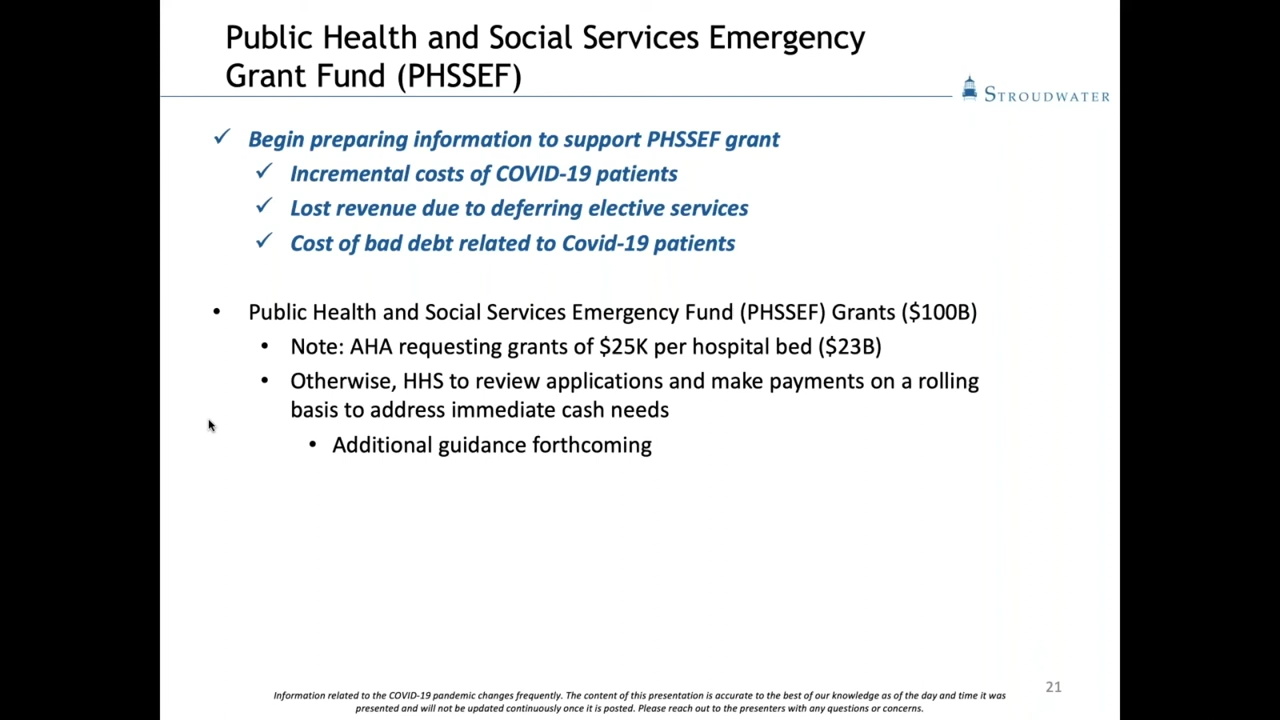 Public Health and Social Services Emergency
Grant Fund (PHSSEF)
STROUDWATER
✓ Begin preparing information to support PHSSEF grant
✓ Incremental costs of COVID-19 patients
✓ Lost revenue due to deferring elective services
✓ Cost of bad debt related to Covid-19 patients
• Public Health and Social Services Emergency Fund (PHSSEF) Grants ($100B)
• Note: AHA requesting grants of $25K per hospital bed ($23B)
• Otherwise, HHS to review applications and make payments on a rolling
basis to address immediate cash needs
• Additional guidance forthcoming
21
Information related to the COVID-19 pandemic changes frequently. The content of this presentation is accurate to the best of our knowledge as of the day and time it was
presented and will not be updated continuously once it is posted. Please reach out to the presenters with any questions or concerns.